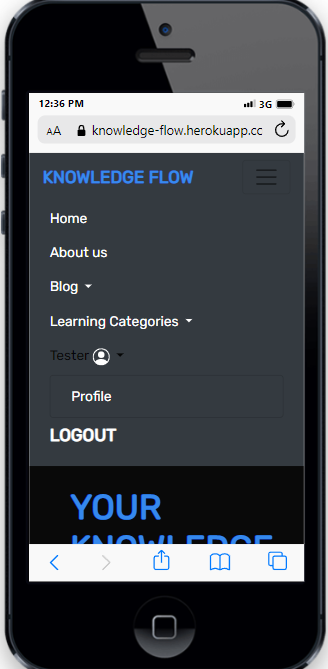 12:36 PM 3G
AA knowledge-flow.herokuapp.cc
KNOWLEDGE FLOW
Home
About us
Blog
Learning Categories
Tester
Profile
LOGOUT
YOUR
KNOWLEDGE